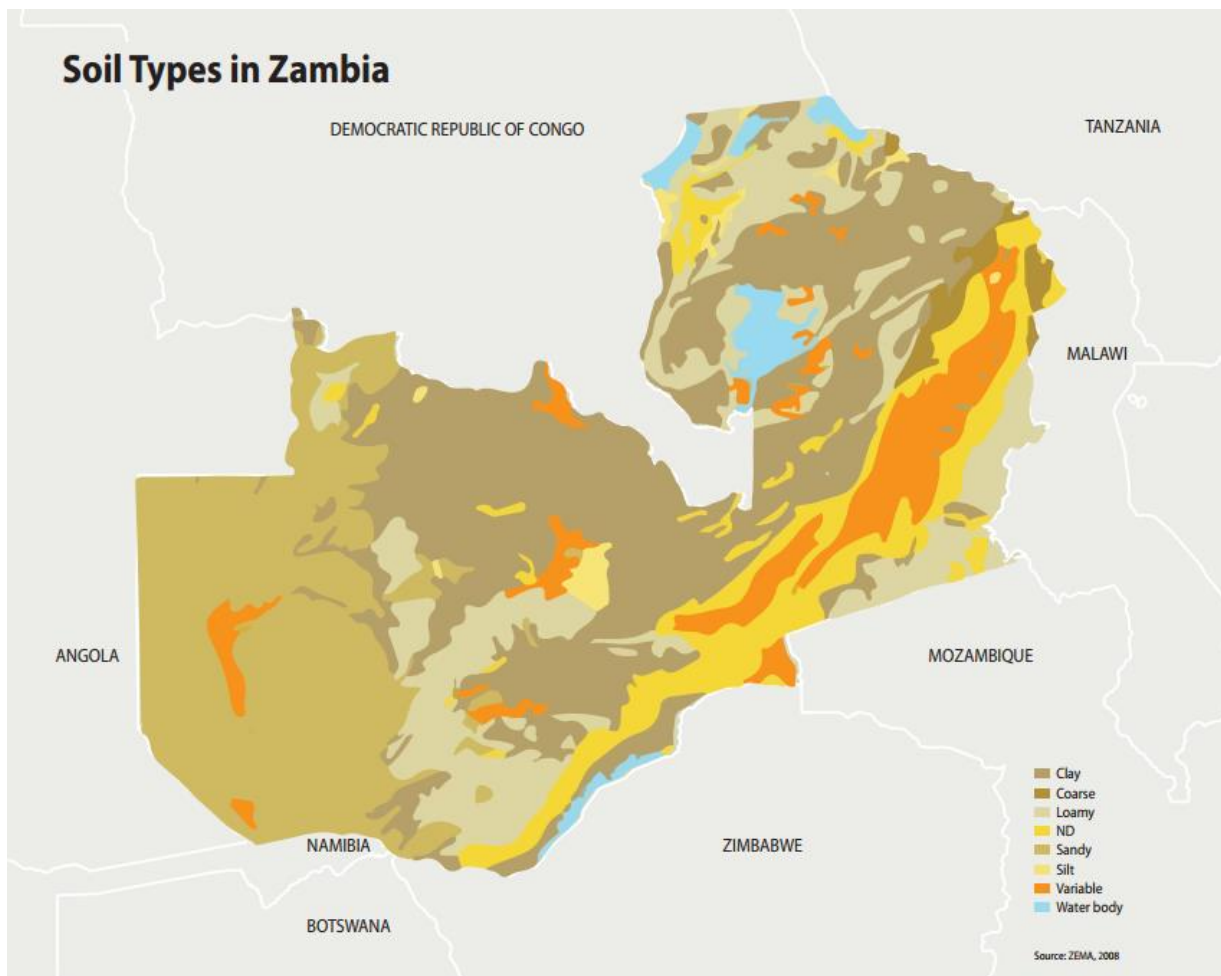 Soil Types in Zambia
DEMOCRATIC REPUBLIC OF CONGO
TANZANIA
MALAWI
ANGOLA
MOZAMBIQUE
NAMIBIA
ZIMBABWE
BOTSWANA
Clay
Coarse
Loamy
ND
Sandy
Silt
Variable
Water body
Source: ZEMA, 2008